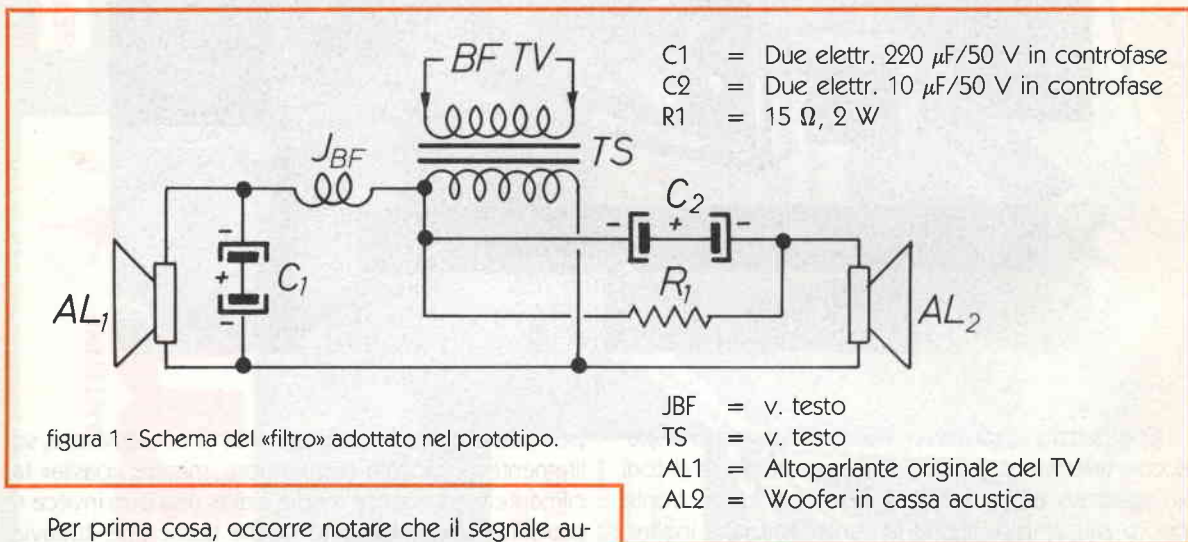 BF TV
C1 = Due elettr. 220 μF/50 V in controfase
C2 = Due elettr. 10 μF/50 V in controfase
R1 = 15 Ω, 2 W
JBF
TS
C2
- + -
R1
AL1
- + -
C1
AL2
JBF = v. testo
TS = v. testo
AL1 = Altoparlante originale del TV
AL2 = Woofer in cassa acustica
figura 1 - Schema del «filtro» adottato nel prototipo.
Per prima cosa, occorre notare che il segnale au-